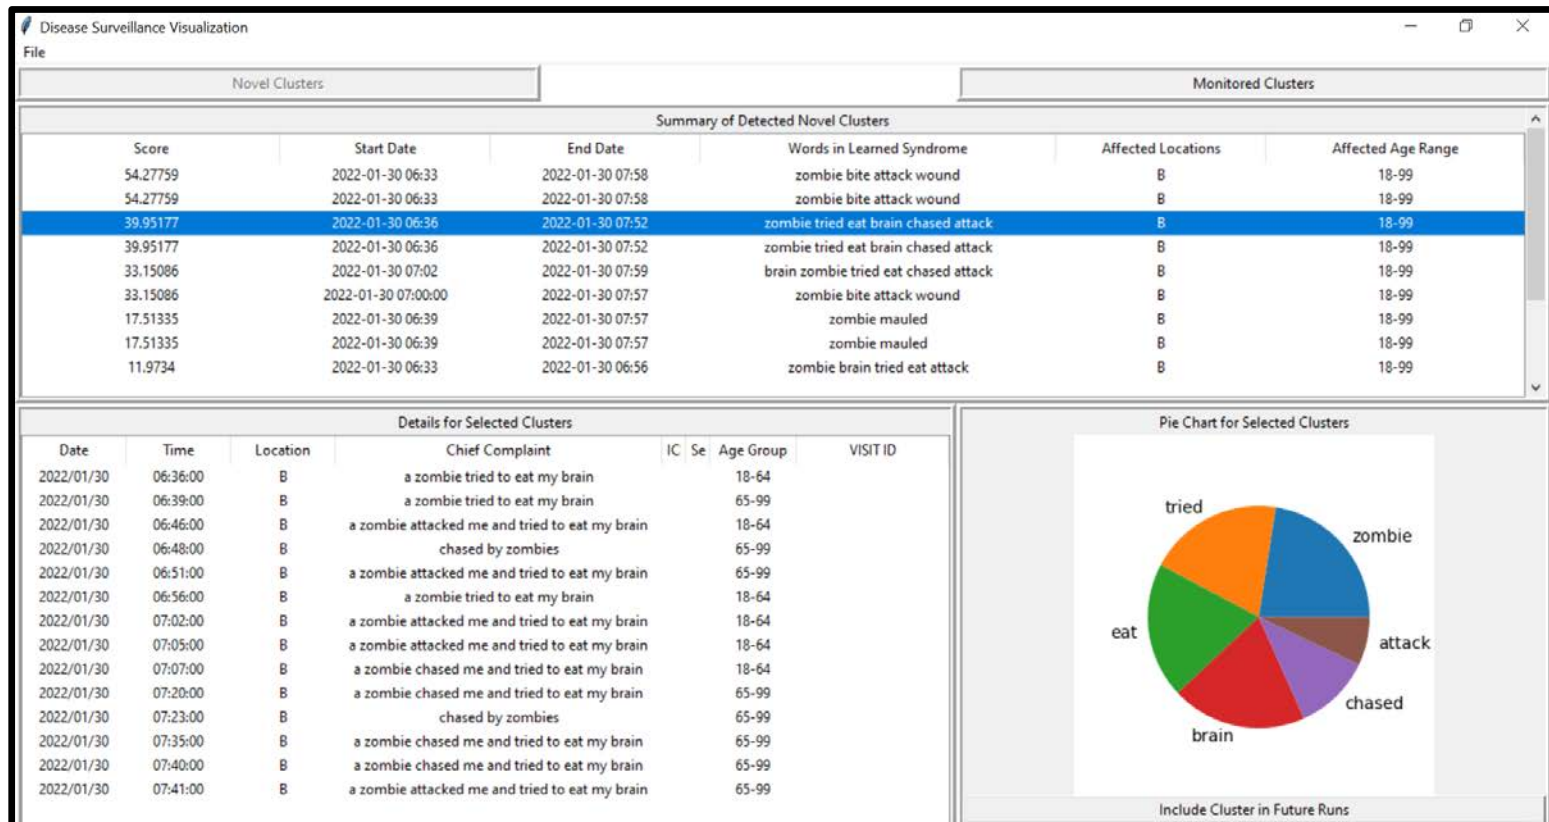 Disease Surveillance Visualization
File
Novel Clusters Monitored Clusters
Summary of Detected Novel Clusters
Score Start Date End Date Words in Learned Syndrome Affected Locations Affected Age Range
54.27759 2022-01-30 06:33 2022-01-30 07:58 zombie bite attack wound B 18-99
54.27759 2022-01-30 06:33 2022-01-30 07:58 zombie bite attack wound B 18-99
39.95177 2022-01-30 06:36 2022-01-30 07:52 zombie tried eat brain chased attack B 18-99
39.95177 2022-01-30 06:36 2022-01-30 07:52 zombie tried eat brain chased attack B 18-99
33.15086 2022-01-30 07:02 2022-01-30 07:59 brain zombie tried eat chased attack B 18-99
33.15086 2022-01-30 07:00:00 2022-01-30 07:57 zombie bite attack wound B 18-99
17.51335 2022-01-30 06:39 2022-01-30 07:57 zombie mauled B 18-99
17.51335 2022-01-30 06:39 2022-01-30 07:57 zombie mauled B 18-99
11.9734 2022-01-30 06:33 2022-01-30 06:56 zombie brain tried eat attack B 18-99
Details for Selected Clusters
Date Time Location Chief Complaint IC Se Age Group VISIT ID
2022/01/30 06:36:00 B a zombie tried to eat my brain 18-64
2022/01/30 06:39:00 B a zombie tried to eat my brain 65-99
2022/01/30 06:46:00 B a zombie attacked me and tried to eat my brain 18-64
2022/01/30 06:48:00 B chased by zombies 65-99
2022/01/30 06:51:00 B a zombie attacked me and tried to eat my brain 65-99
2022/01/30 06:56:00 B a zombie tried to eat my brain 18-64
2022/01/30 07:02:00 B a zombie attacked me and tried to eat my brain 18-64
2022/01/30 07:05:00 B a zombie attacked me and tried to eat my brain 18-64
2022/01/30 07:07:00 B a zombie chased me and tried to eat my brain 18-64
2022/01/30 07:20:00 B a zombie chased me and tried to eat my brain 65-99
2022/01/30 07:23:00 B chased by zombies 65-99
2022/01/30 07:35:00 B a zombie chased me and tried to eat my brain 65-99
2022/01/30 07:40:00 B a zombie chased me and tried to eat my brain 65-99
2022/01/30 07:41:00 B a zombie attacked me and tried to eat my brain 65-99
Pie Chart for Selected Clusters
tried
zombie
eat
attack
chased
brain
Include Cluster in Future Runs